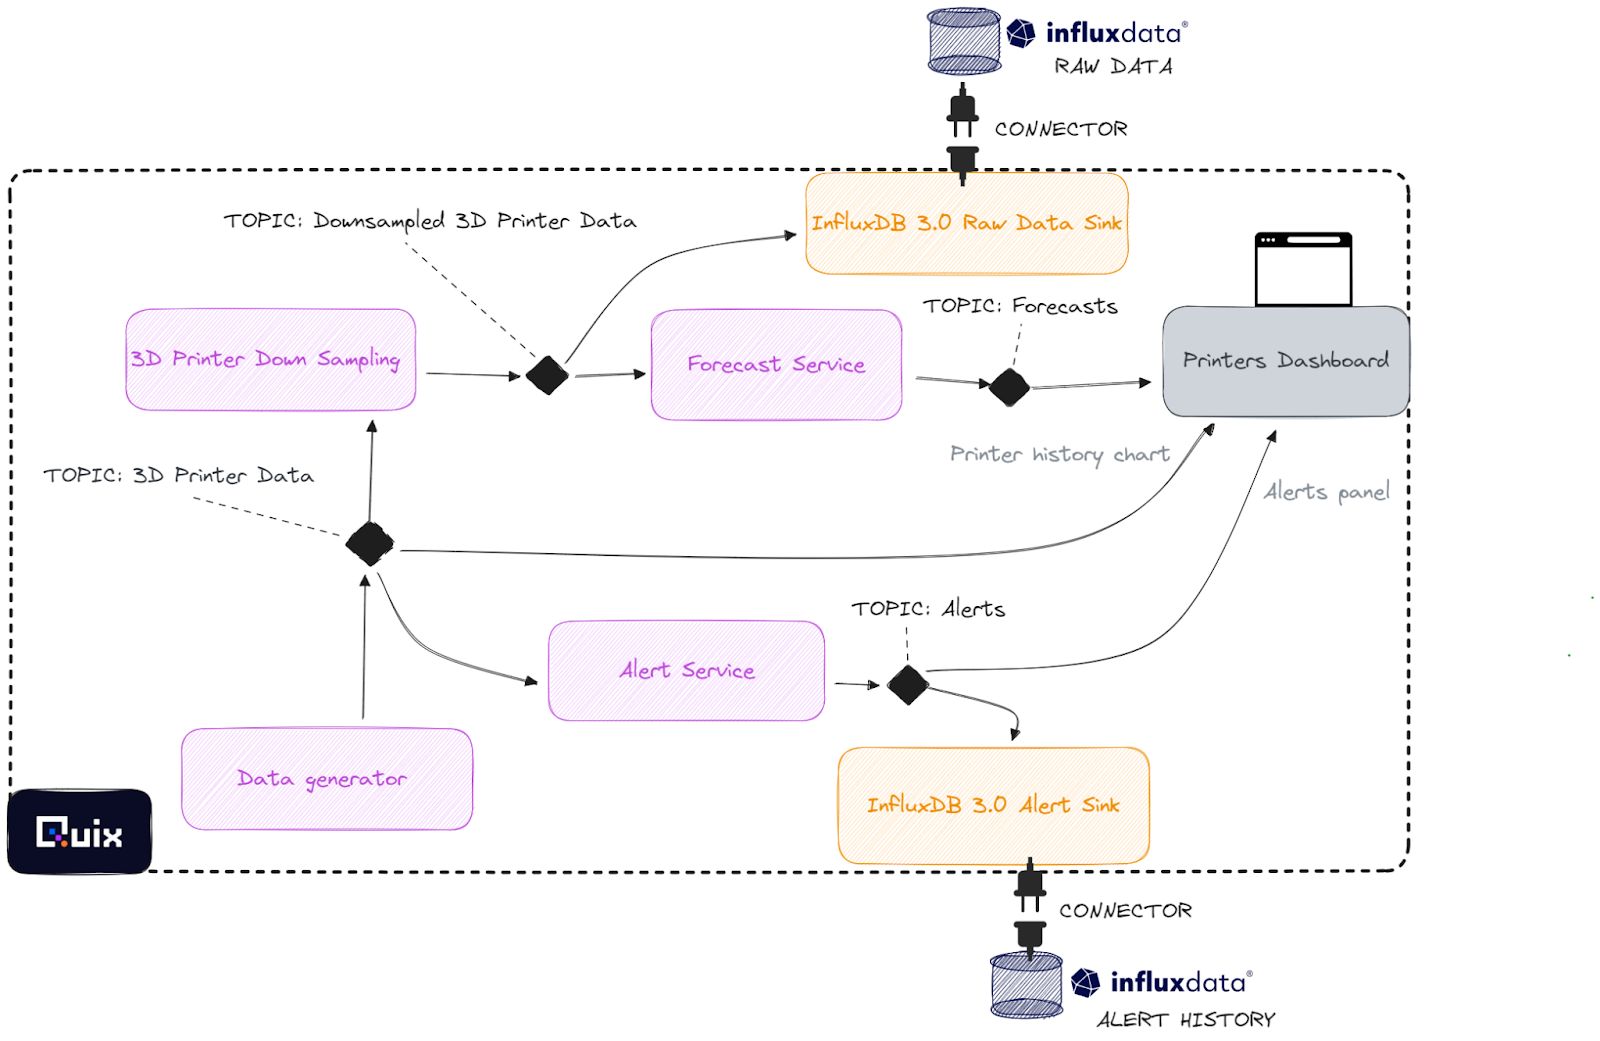 influxdata®
RAW DATA
CONNECTOR
TOPIC: Downsampled 3D Printer Data
InfluxDB 3.0 Raw Data Sink
TOPIC: Forecasts
3D Printer Down Sampling
Forecast Service
Printers Dashboard
Printer history chart
TOPIC: 3D Printer Data
Alerts panel
TOPIC: Alerts
Alert Service
Data generator
InfluxDB 3.0 Alert Sink
Quix
CONNECTOR
influxdata®
ALERT HISTORY